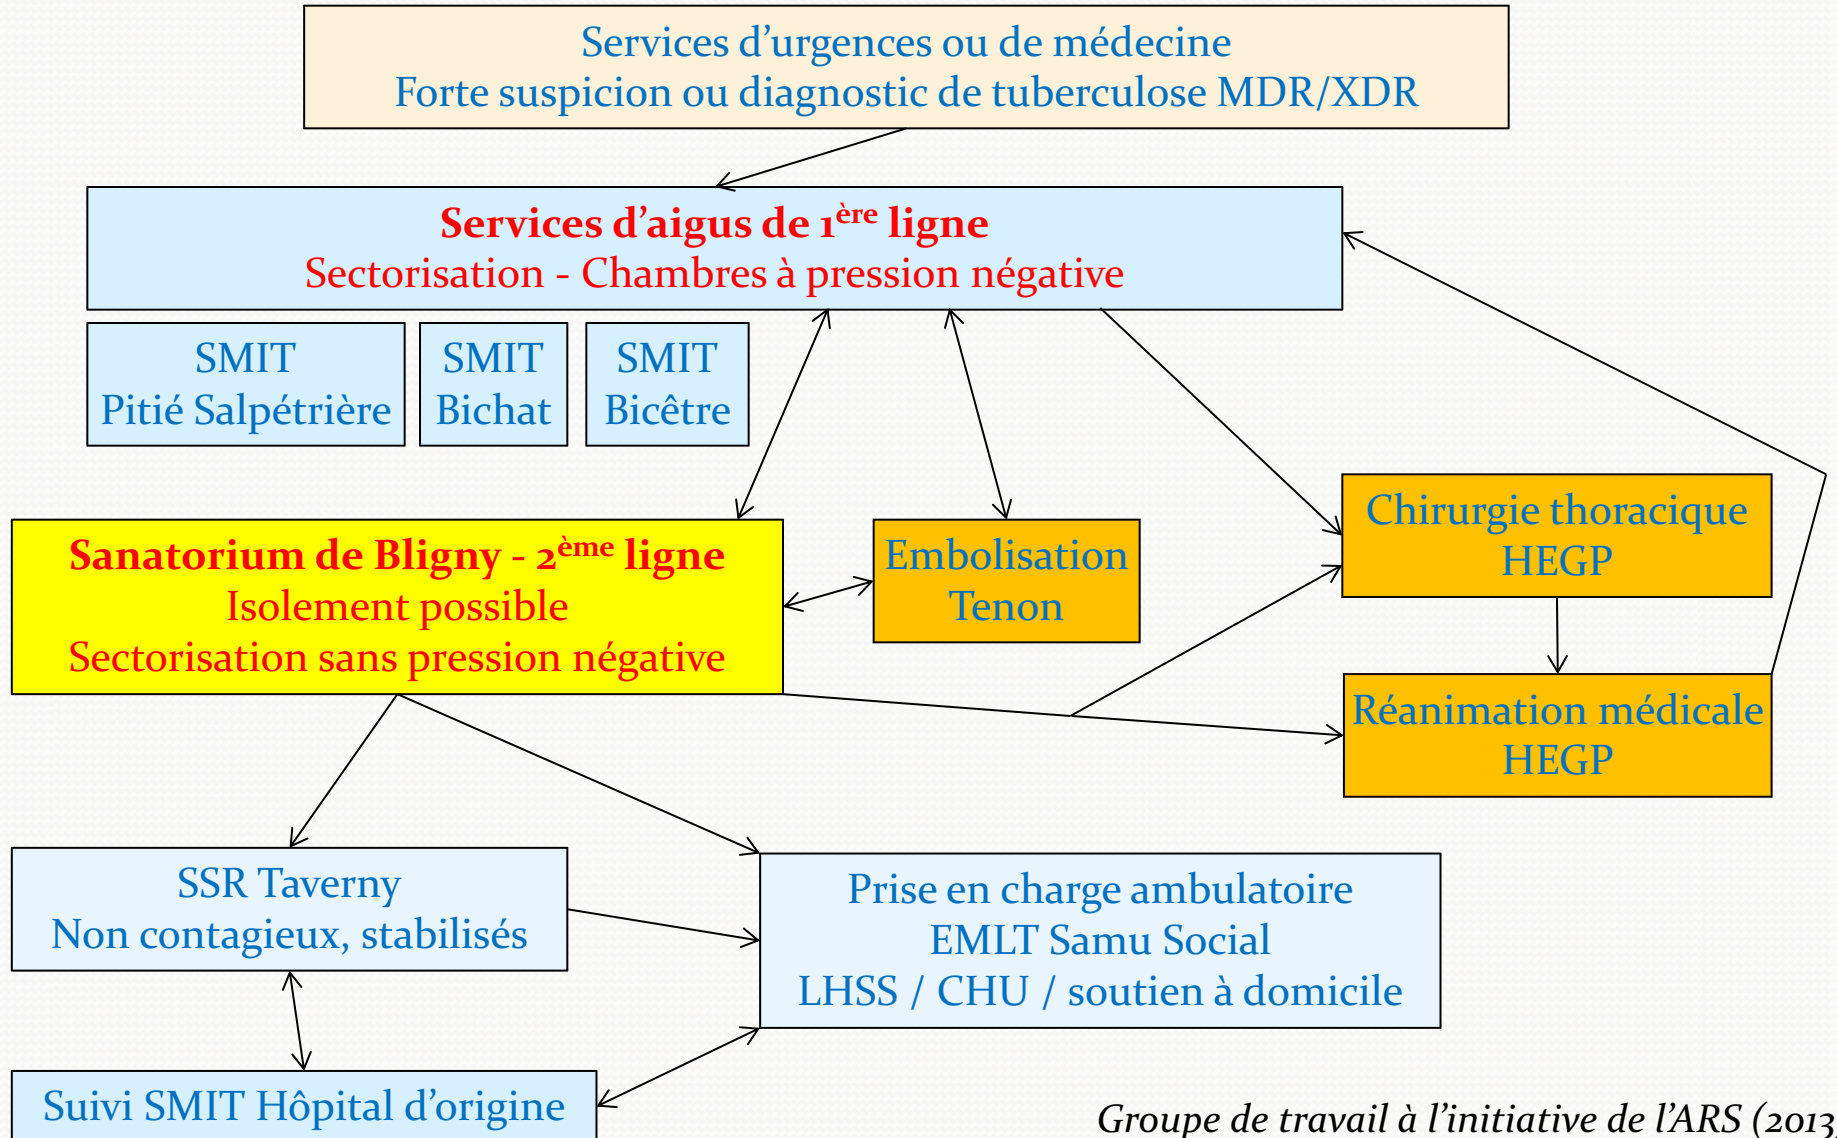 Services d’urgences ou de médecine
Forte suspicion ou diagnostic de tuberculose MDR/XDR
Services d’aigus de 1ère ligne
Sectorisation - Chambres à pression négative
SMIT
Pitié Salpétrière
SMIT
Bichat
SMIT
Bicêtre
Sanatorium de Bligny - 2ème ligne
Isolement possible
Sectorisation sans pression négative
Embolisation
Tenon
Chirurgie thoracique
HEGP
Réanimation médicale
HEGP
SSR Taverny
Non contagieux, stabilisés
Prise en charge ambulatoire
EMLT Samu Social
LHSS / CHU / soutien à domicile
Suivi SMIT Hôpital d’origine
Groupe de travail à l’initiative de l’ARS (2013)